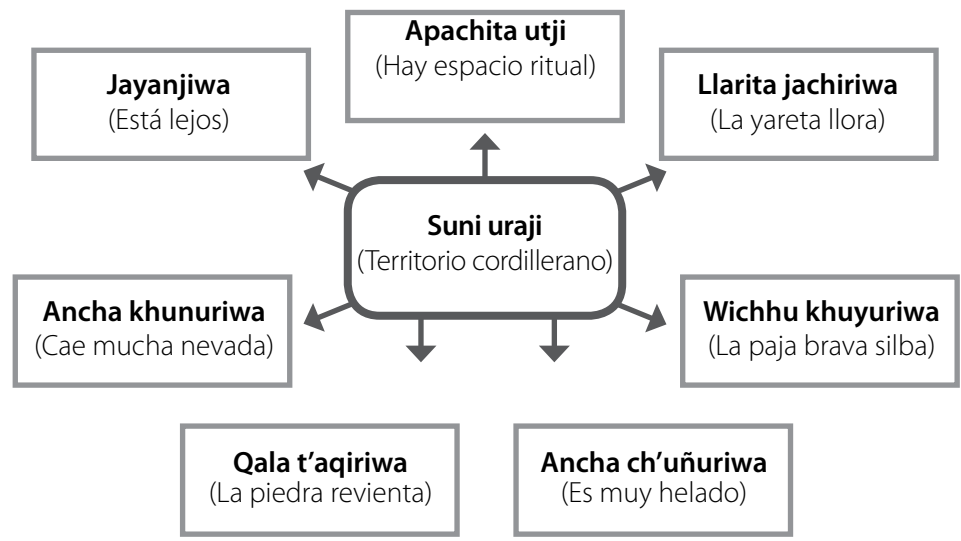 Apachita utji
(Hay espacio ritual)
Jayanjiwa
(Está lejos)
Llarita jachiriwa
(La yareta llora)
Suni uraji
(Territorio cordillerano)
Ancha khunuriwa
(Cae mucha nevada)
Wichhu khuyuriwa
(La paja brava silba)
Qala t'aqiriwa
(La piedra revienta)
Ancha ch'uñuriwa
(Es muy helado)